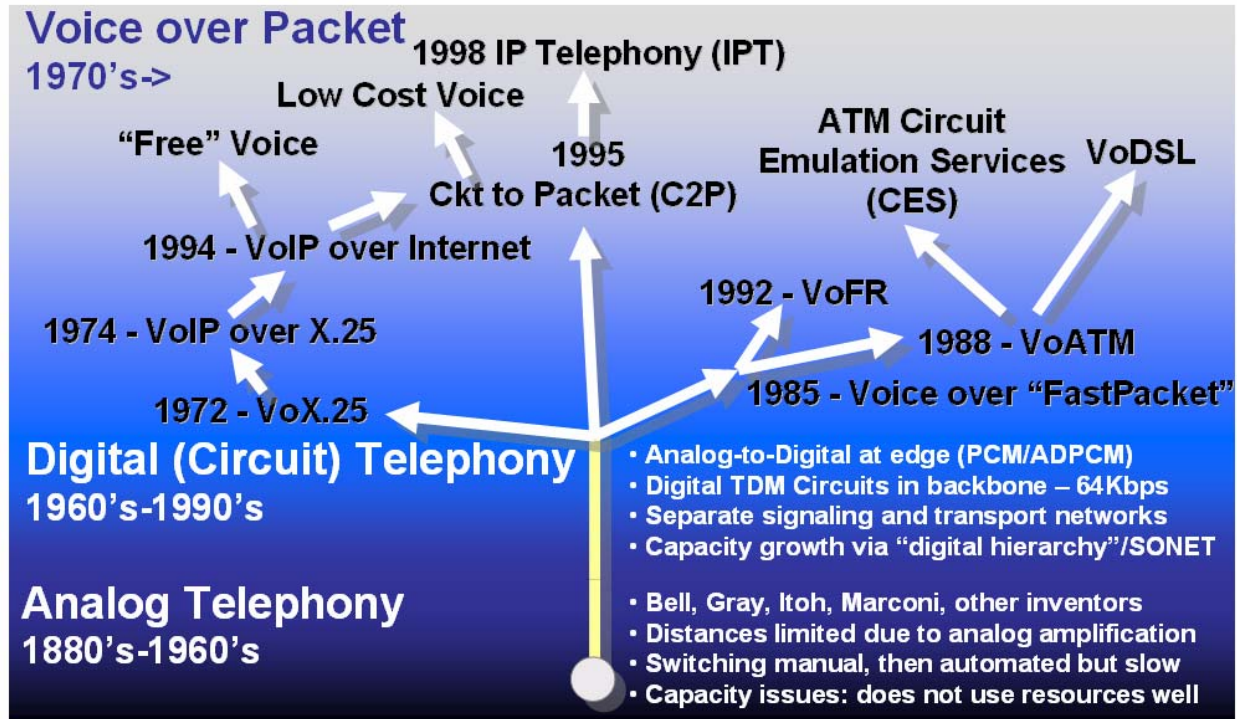 Voice over Packet
1970's->
1998 IP Telephony (IPT)
Low Cost Voice
"Free" Voice
1995
Ckt to Packet (C2P)
ATM Circuit
Emulation Services
(CES)
VoDSL
1994 - VoIP over Internet
1992 - VoFR
1974 - VoIP over X.25
1988 - VoATM
1985 - Voice over "FastPacket"
1972 - VoX.25
Digital (Circuit) Telephony
1960's-1990's
• Analog-to-Digital at edge (PCM/ADPCM)
• Digital TDM Circuits in backbone – 64Kbps
• Separate signaling and transport networks
• Capacity growth via "digital hierarchy"/SONET
Analog Telephony
1880's-1960's
• Bell, Gray, Itoh, Marconi, other inventors
• Distances limited due to analog amplification
• Switching manual, then automated but slow
• Capacity issues: does not use resources well